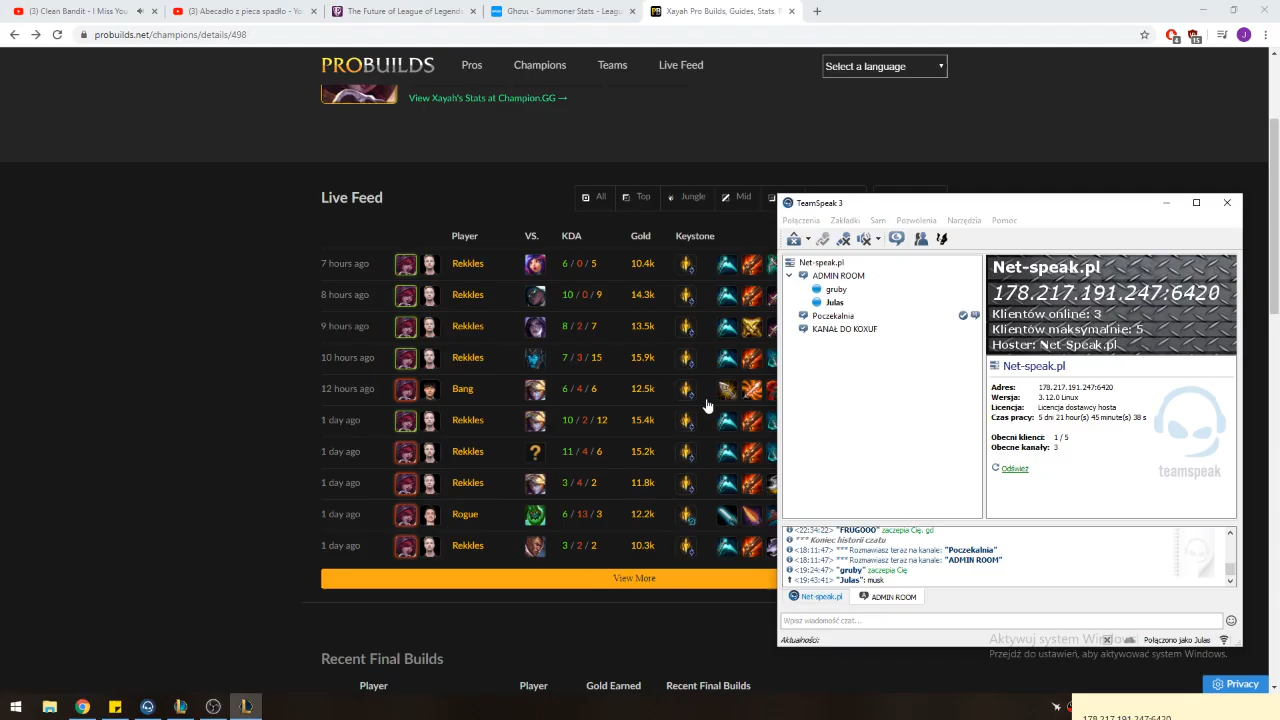 (3) Clean Bandit - I Miss You
(3) Abecadło z pieca spadło - You
The Future of League of Legends
Ghoul - Summoner Stats - League
Xayah Pro Builds, Guides, Stats, R
probuilds.net/champions/details/498
4
15
J
PROBUILDS
Pros
Champions
Teams
Live Feed
Select a language
View Xayah's Stats at Champion.GG →
Live Feed
All
Top
Jungle
Mid
Player VS. KDA Gold Keystone
7 hours ago Rekkles 6 / 0 / 5 10.4k
8 hours ago Rekkles 10 / 0 / 9 14.3k
9 hours ago Rekkles 8 / 2 / 7 13.5k
10 hours ago Rekkles 7 / 3 / 15 15.9k
12 hours ago Bang 6 / 4 / 6 12.5k
1 day ago Rekkles 10 / 2 / 12 15.4k
1 day ago Rekkles ? 11 / 4 / 6 15.2k
1 day ago Rekkles 3 / 4 / 2 11.8k
1 day ago Rogue 6 / 13 / 3 12.2k
1 day ago Rekkles 3 / 2 / 2 10.3k
View More
Recent Final Builds
Player Player Gold Earned Recent Final Builds
TeamSpeak 3
Połączenia Zakładki Sam Pozwolenia Narzędzia Pomoc
Net-speak.pl
ADMIN ROOM
gruby
Julas
Poczekalnia
KANAŁ DO KOXUF
Net-speak.pl
178.217.191.247:6420
Klientów online: 3
Klientów maksymalnie: 5
Hoster: Net-Speak.pl
Net-speak.pl
Adres: 178.217.191.247:6420
Wersja: 3.12.0 Linux
Licencja: Licencja dostawcy hosta
Czas pracy: 5 dni 21 hour(s) 45 minute(s) 38 s
Obecni klienci: 1 / 5
Obecne kanały: 3
Odśwież
teamspeak
<22:34:22> "FRUGOOO" zaczepia Cię: gd
*** Koniec historii czatu
<18:11:47> *** Rozmawiasz teraz na kanale: "Poczekalnia"
<18:11:47> *** Rozmawiasz teraz na kanale: "ADMIN ROOM"
<19:24:47> "gruby" zaczepia Cię
<19:43:41> "Julas": musk
Net-speak.pl
ADMIN ROOM
Wpisz wiadomość czat...
Aktualności:
Połączono jako Julas
Aktywuj system Windows
Przejdź do ustawień, aby aktywować system Windows.
Privacy
178.217.191.247:6420